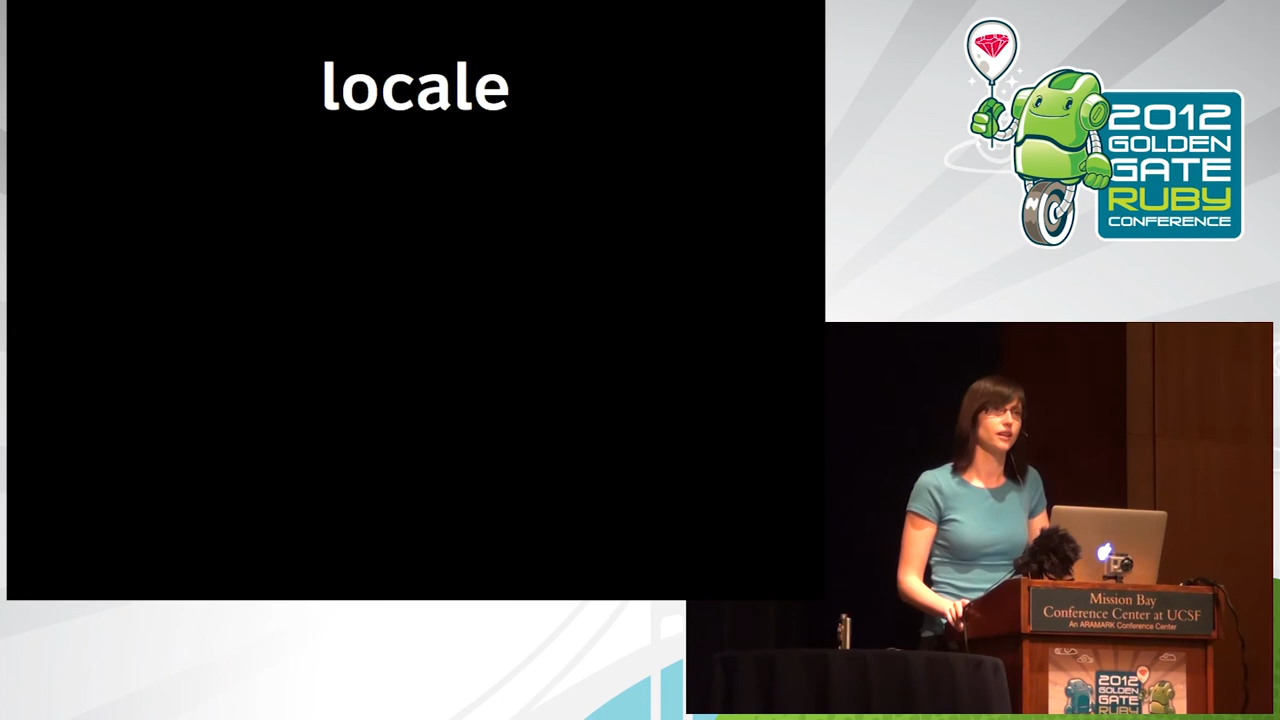 locale
2012
GOLDEN
GATE
RUBY
CONFERENCE
Mission Bay
Conference Center at UCSF
An ARAMARK Conference Center
2012
GOLDEN
GATE
RUBY